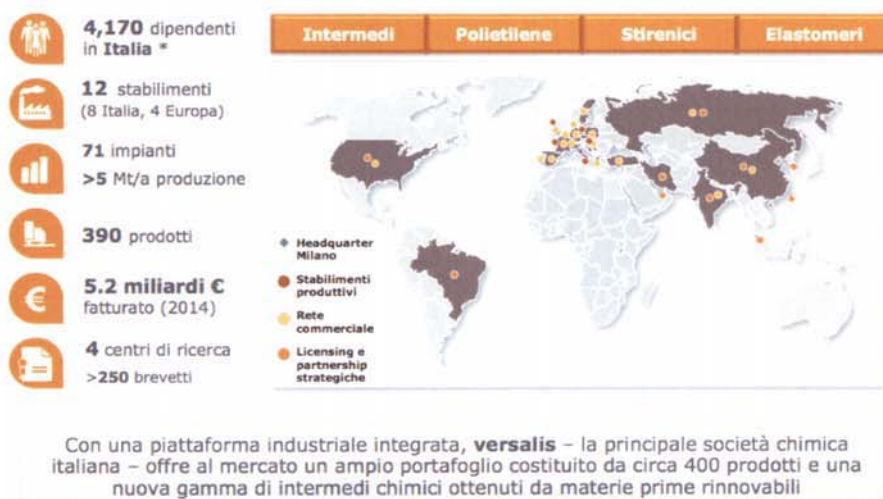 4,170 dipendenti
in Italia *
12 stabilimenti
(8 Italia, 4 Europa)
71 impianti
>5 Mt/a produzione
390 prodotti
5.2 miliardi €
fatturato (2014)
4 centri di ricerca
>250 brevetti
Intermedi
Polietilene
Stirenici
Elastomeri
Headquarter
Milano
Stabilimenti
produttivi
Rete
commerciale
Licensing e
partnership
strategiche
Con una piattaforma industriale integrata, versalis – la principale società chimica
italiana – offre al mercato un ampio portafoglio costituito da circa 400 prodotti e una
nuova gamma di intermedi chimici ottenuti da materie prime rinnovabili